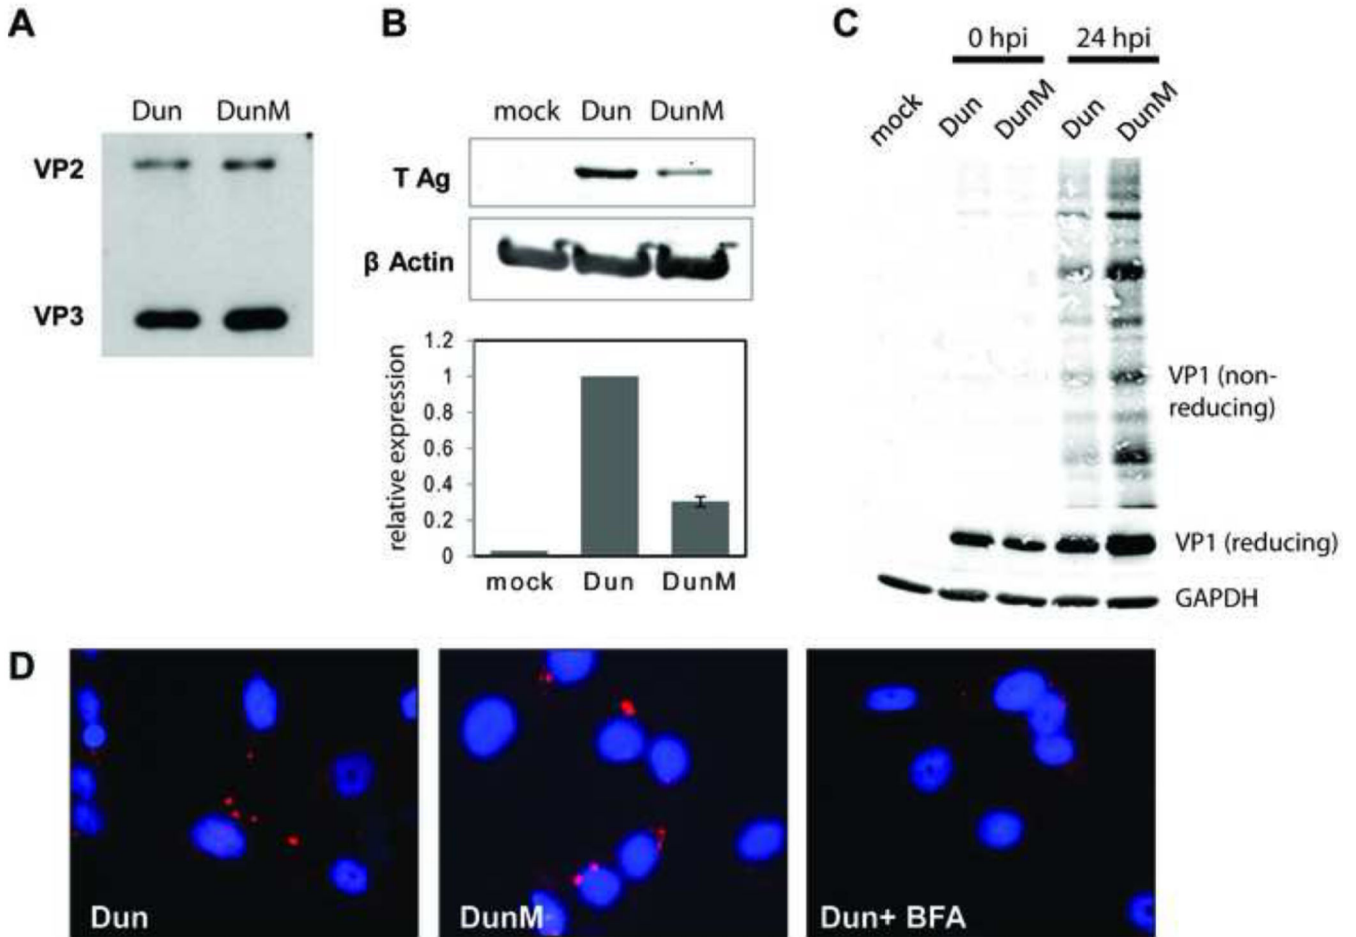 A
Dun DunM
VP2
VP3
B
mock Dun DunM
T Ag
β Actin
relative expression
1.2
1
0.8
0.6
0.4
0.2
0
mock Dun DunM
C
0 hpi 24 hpi
mock Dun DunM Dun DunM
VP1 (non-
reducing)
VP1 (reducing)
GAPDH
D
Dun DunM Dun+ BFA